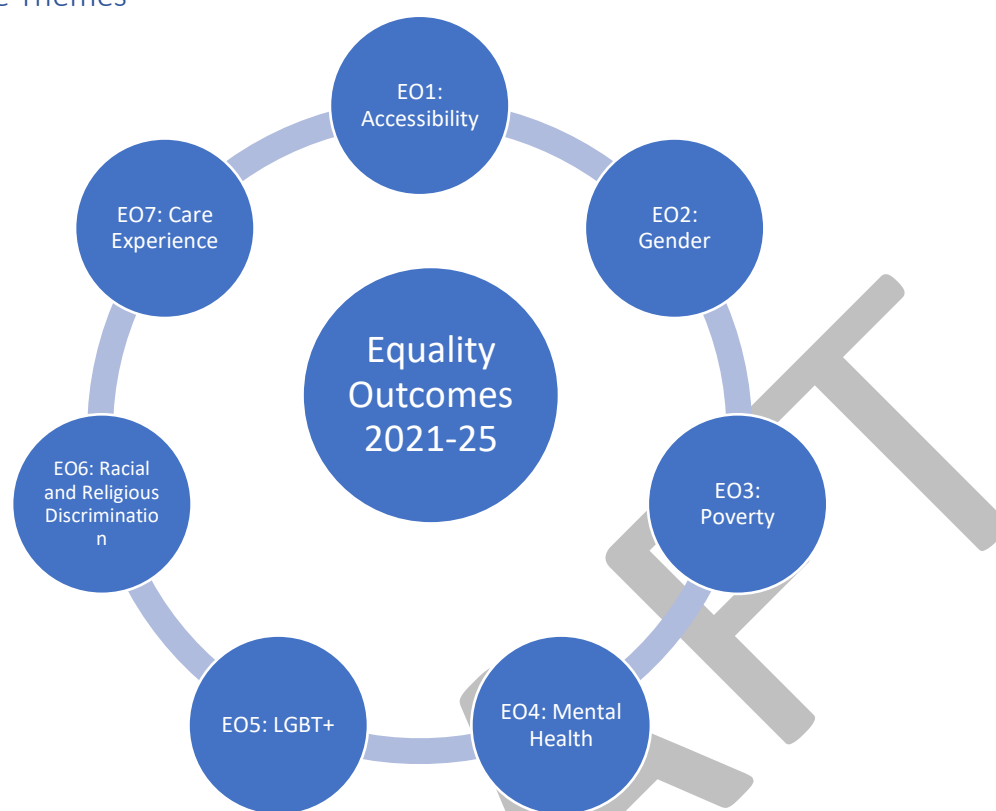 Themes
EO1:
Accessibility
EO2:
Gender
EO3:
Poverty
EO4: Mental
Health
EO5: LGBT+
EO6: Racial
and Religious
Discriminatio
n
EO7: Care
Experience
Equality
Outcomes
2021-25